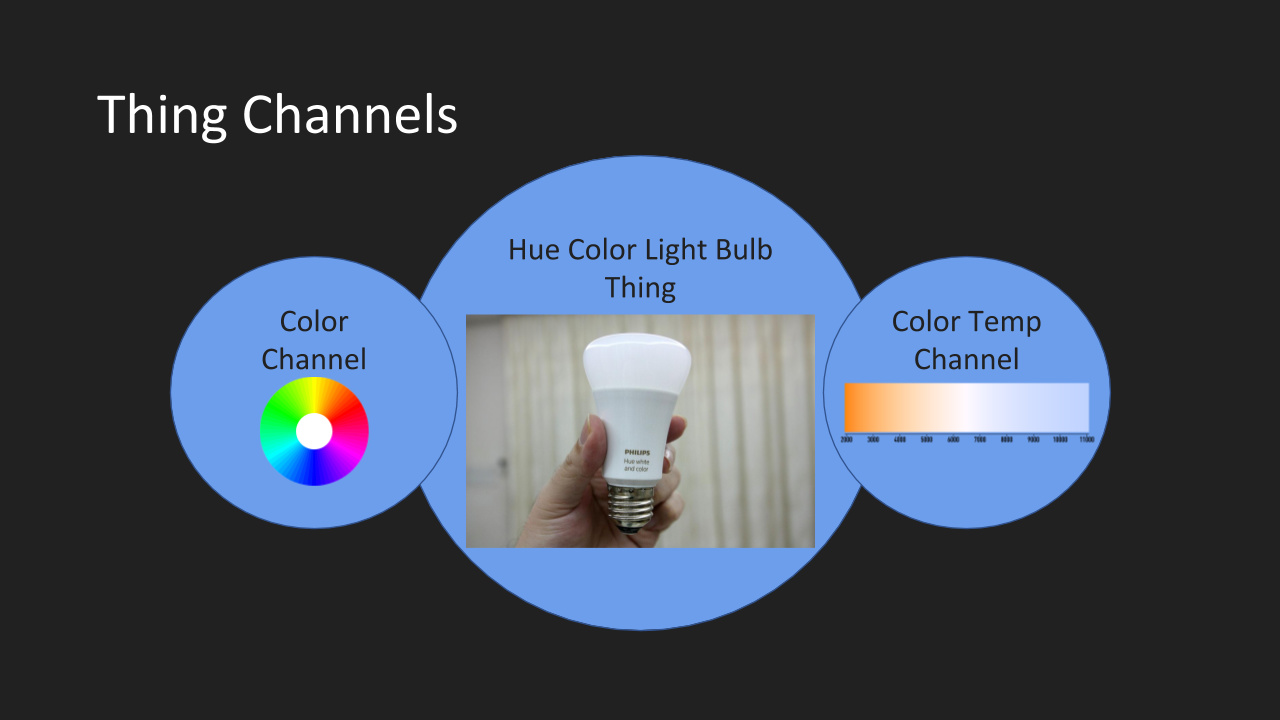 Thing Channels
Hue Color Light Bulb
Thing
Color
Channel
PHILIPS
Hue white
and color
Color Temp
Channel
2000 3000 4000 5000 6000 7000 8000 9000 10000 11000